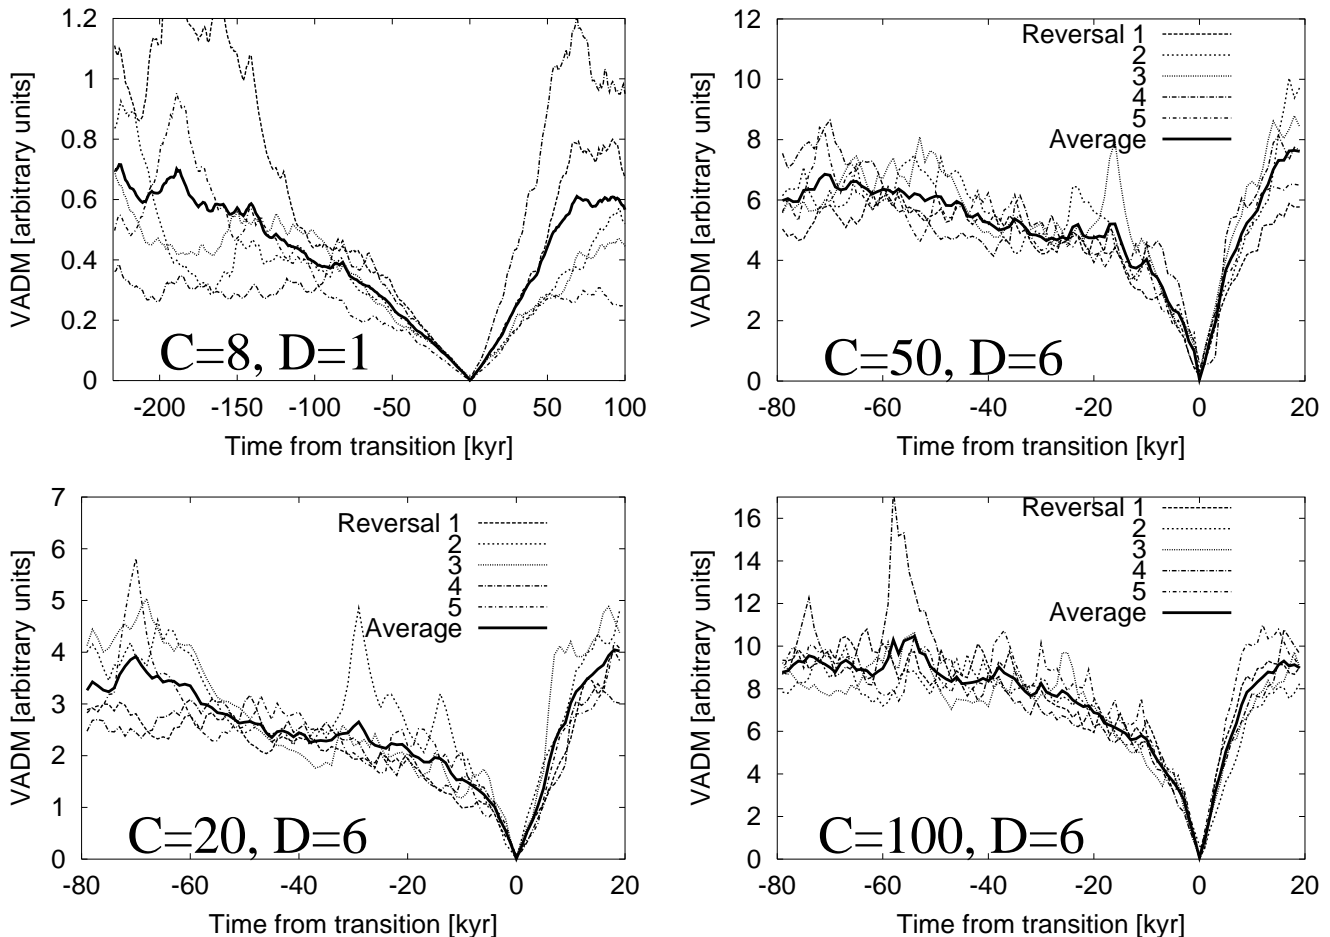 1.2
1
0.8
0.6
0.4
0.2
0
VADM [arbitrary units]
C=8, D=1
-200 -150 -100 -50 0 50 100
Time from transition [kyr]
12
10
8
6
4
2
0
VADM [arbitrary units]
Reversal 1
2
3
4
5
Average
C=50, D=6
-80 -60 -40 -20 0 20
Time from transition [kyr]
7
6
5
4
3
2
1
0
VADM [arbitrary units]
Reversal 1
2
3
4
5
Average
C=20, D=6
-80 -60 -40 -20 0 20
Time from transition [kyr]
16
14
12
10
8
6
4
2
0
VADM [arbitrary units]
Reversal 1
2
3
4
5
Average
C=100, D=6
-80 -60 -40 -20 0 20
Time from transition [kyr]